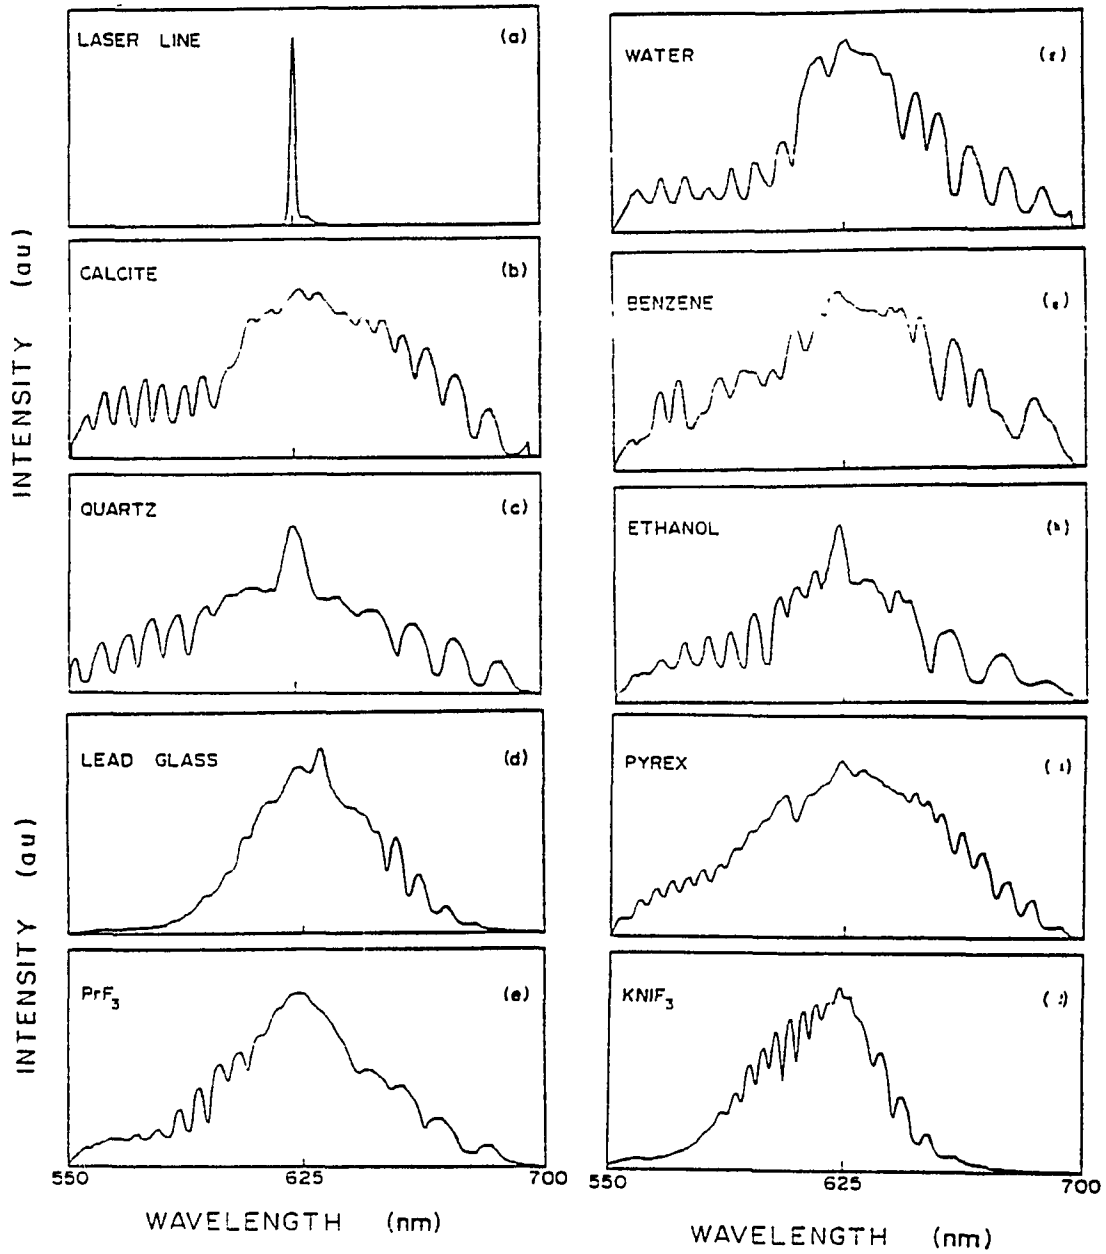 LASER LINE (a)
CALCITE (b)
QUARTZ (c)
LEAD GLASS (d)
PrF3 (e)
550 625 700
WAVELENGTH (nm)
INTENSITY (au)
INTENSITY (au)
WATER
BENZENE
ETHANOL (h)
PYREX
KNIF3
550 625 700
WAVELENGTH (nm)